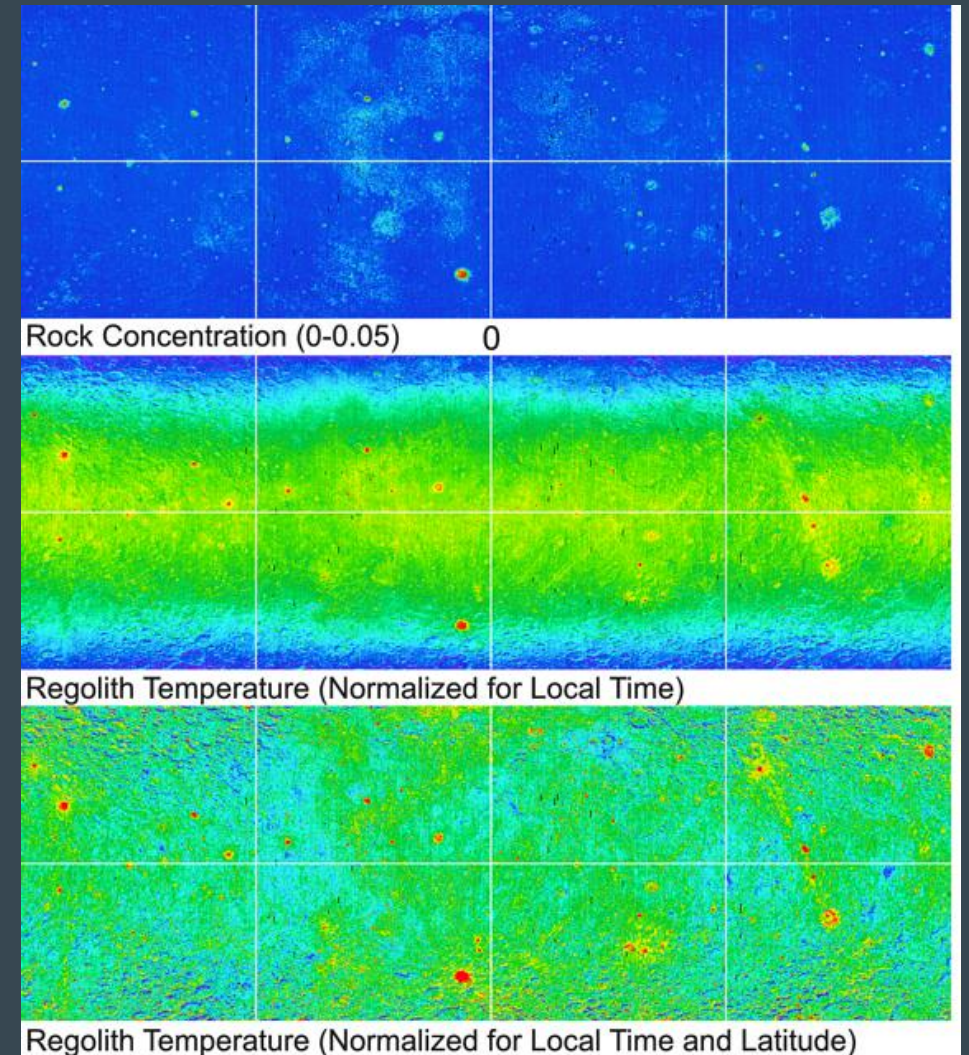 Rock Concentration (0-0.05) 0
Regolith Temperature (Normalized for Local Time)
Regolith Temperature (Normalized for Local Time and Latitude)